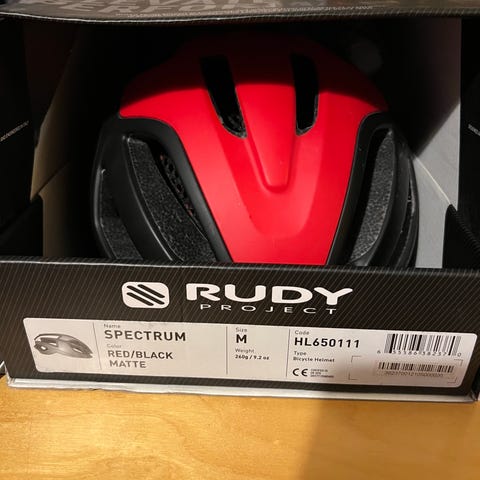 RUDY
PROJECT
Name
SPECTRUM
Color
RED/BLACK
MATTE
Size
M
Weight
260g / 9.2 oz
Code
HL650111
Type
Bicycle Helmet
CE